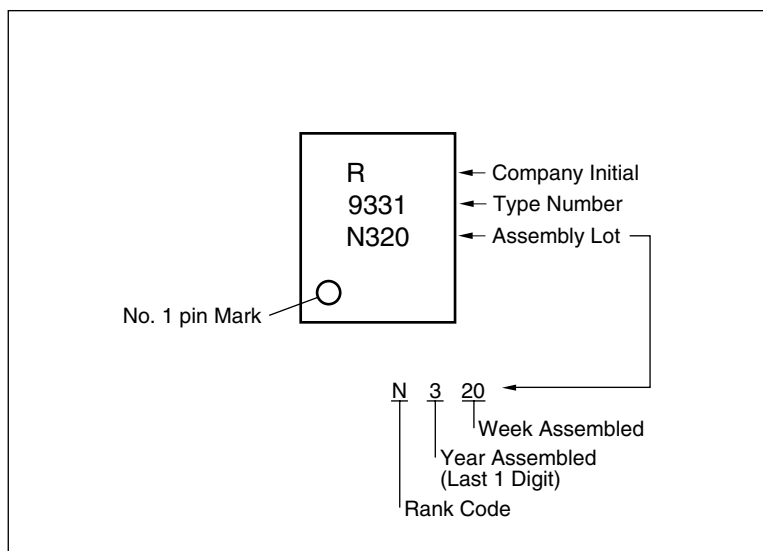 R
9331
N320
Company Initial
Type Number
Assembly Lot
No. 1 pin Mark
N 3 20
Week Assembled
Year Assembled
(Last 1 Digit)
Rank Code